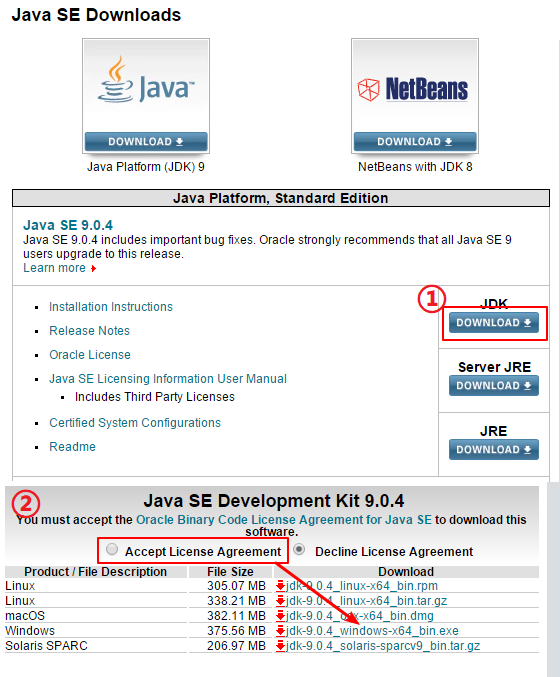 Java SE Downloads
Java™
NetBeans
DOWNLOAD
DOWNLOAD
Java Platform (JDK) 9
NetBeans with JDK 8
Java Platform, Standard Edition
Java SE 9.0.4
Java SE 9.0.4 includes important bug fixes. Oracle strongly recommends that all Java SE 9
users upgrade to this release.
Learn more
1
JDK
Installation Instructions
DOWNLOAD
Release Notes
Oracle License
Server JRE
Java SE Licensing Information User Manual
DOWNLOAD
Includes Third Party Licenses
Certified System Configurations
JRE
Readme
DOWNLOAD
2
Java SE Development Kit 9.0.4
You must accept the Oracle Binary Code License Agreement for Java SE to download this
software.
Accept License Agreement Decline License Agreement
Product / File Description File Size Download
Linux 305.07 MB jdk-9.0.4_linux-x64_bin.rpm
Linux 338.21 MB jdk-9.0.4_linux-x64_bin.tar.gz
macOS 382.11 MB jdk-9.0.4_osx-x64_bin.dmg
Windows 375.56 MB jdk-9.0.4_windows-x64_bin.exe
Solaris SPARC 206.97 MB jdk-9.0.4_solaris-sparcv9_bin.tar.gz